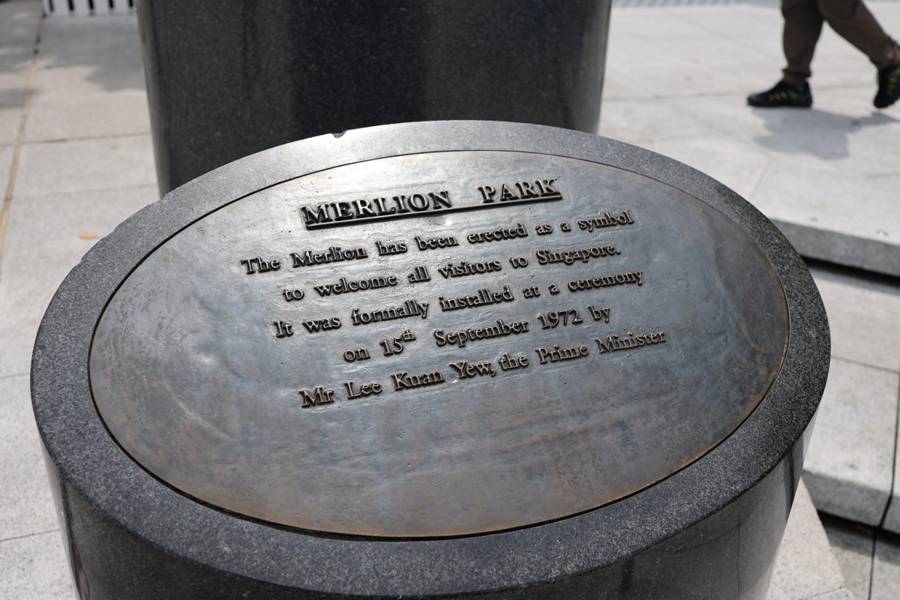 MERLION PARK
The Merlion has been erected as a symbol
to welcome all visitors to Singapore.
It was formally installed at a ceremony
on 15th September 1972 by
Mr Lee Kuan Yew, the Prime Minister